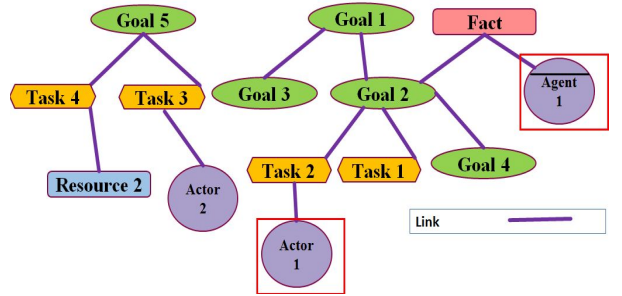 Goal 5
Goal 1
Fact
Task 4
Task 3
Goal 3
Goal 2
Agent
1
Resource 2
Actor
2
Task 2
Task 1
Goal 4
Actor
1
Link